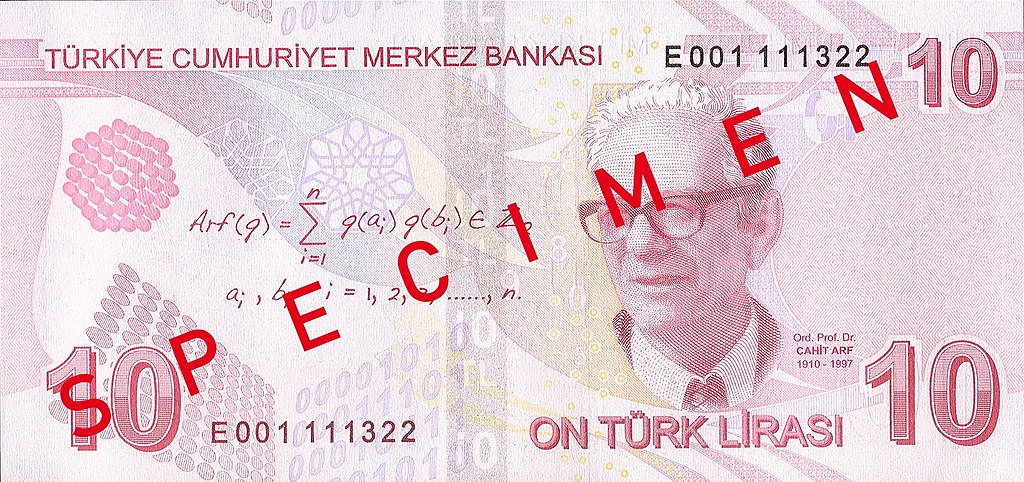 TÜRKİYE CUMHURİYET MERKEZ BANKASI
E001 111322
10
Arf(q) = n∑i=1 q(ai) q(bi) ∈ ℤ2
ai, bi, i = 1, 2, 3, ......, n.
SPECIMEN
Ord. Prof. Dr.
CAHİT ARF
1910 - 1997
10
E001 111322
ON TÜRK LİRASI
10